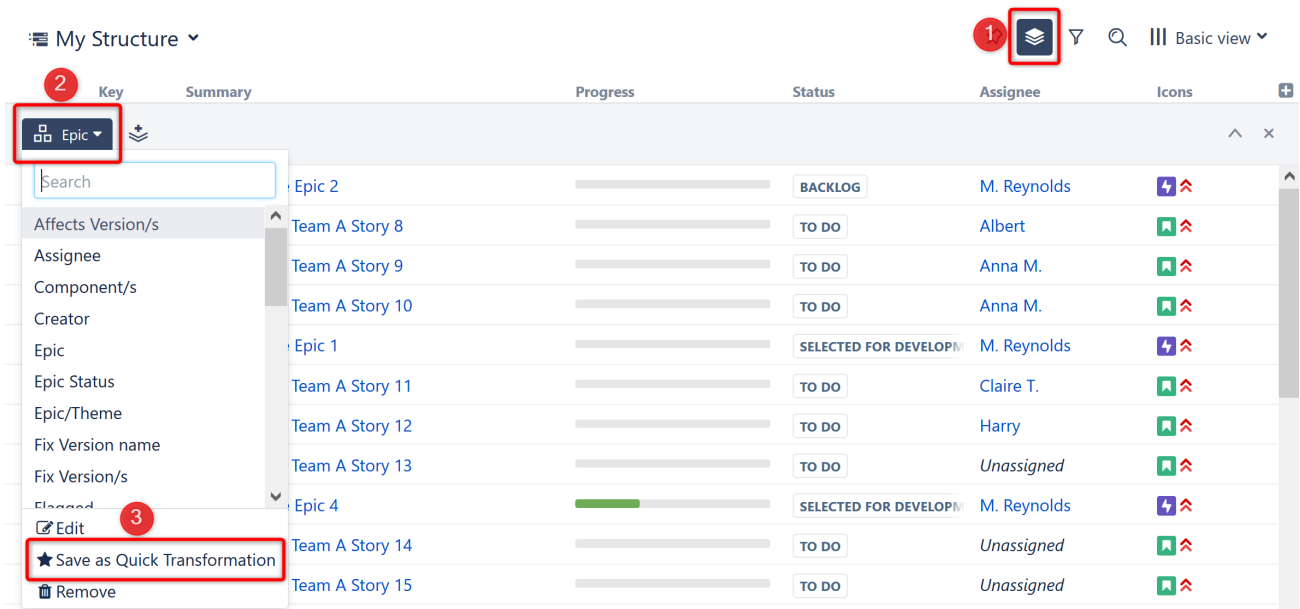 My Structure
1
Basic view
2
Key Summary Progress Status Assignee Icons
Epic
Search
Epic 2 BACKLOG M. Reynolds
Affects Version/s
Team A Story 8 TO DO Albert
Assignee
Team A Story 9 TO DO Anna M.
Component/s
Team A Story 10 TO DO Anna M.
Creator
Epic 1 SELECTED FOR DEVELOPM M. Reynolds
Epic
Team A Story 11 TO DO Claire T.
Epic Status
Epic/Theme
Team A Story 12 TO DO Harry
Fix Version name
Team A Story 13 TO DO Unassigned
Fix Version/s
Flagged
Epic 4 SELECTED FOR DEVELOPM M. Reynolds
3
Edit
Team A Story 14 TO DO Unassigned
Save as Quick Transformation
Team A Story 15 TO DO Unassigned
Remove